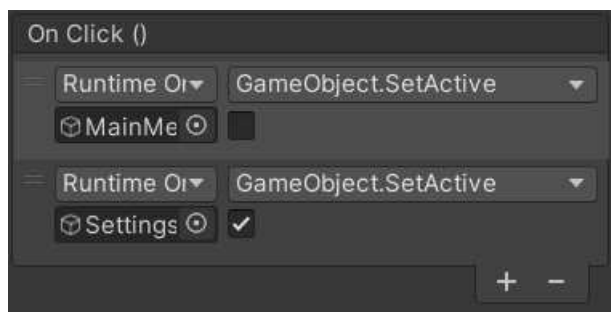 On Click ()
Runtime Or GameObject.SetActive
MainMe
Runtime Or GameObject.SetActive
Settings
+ −